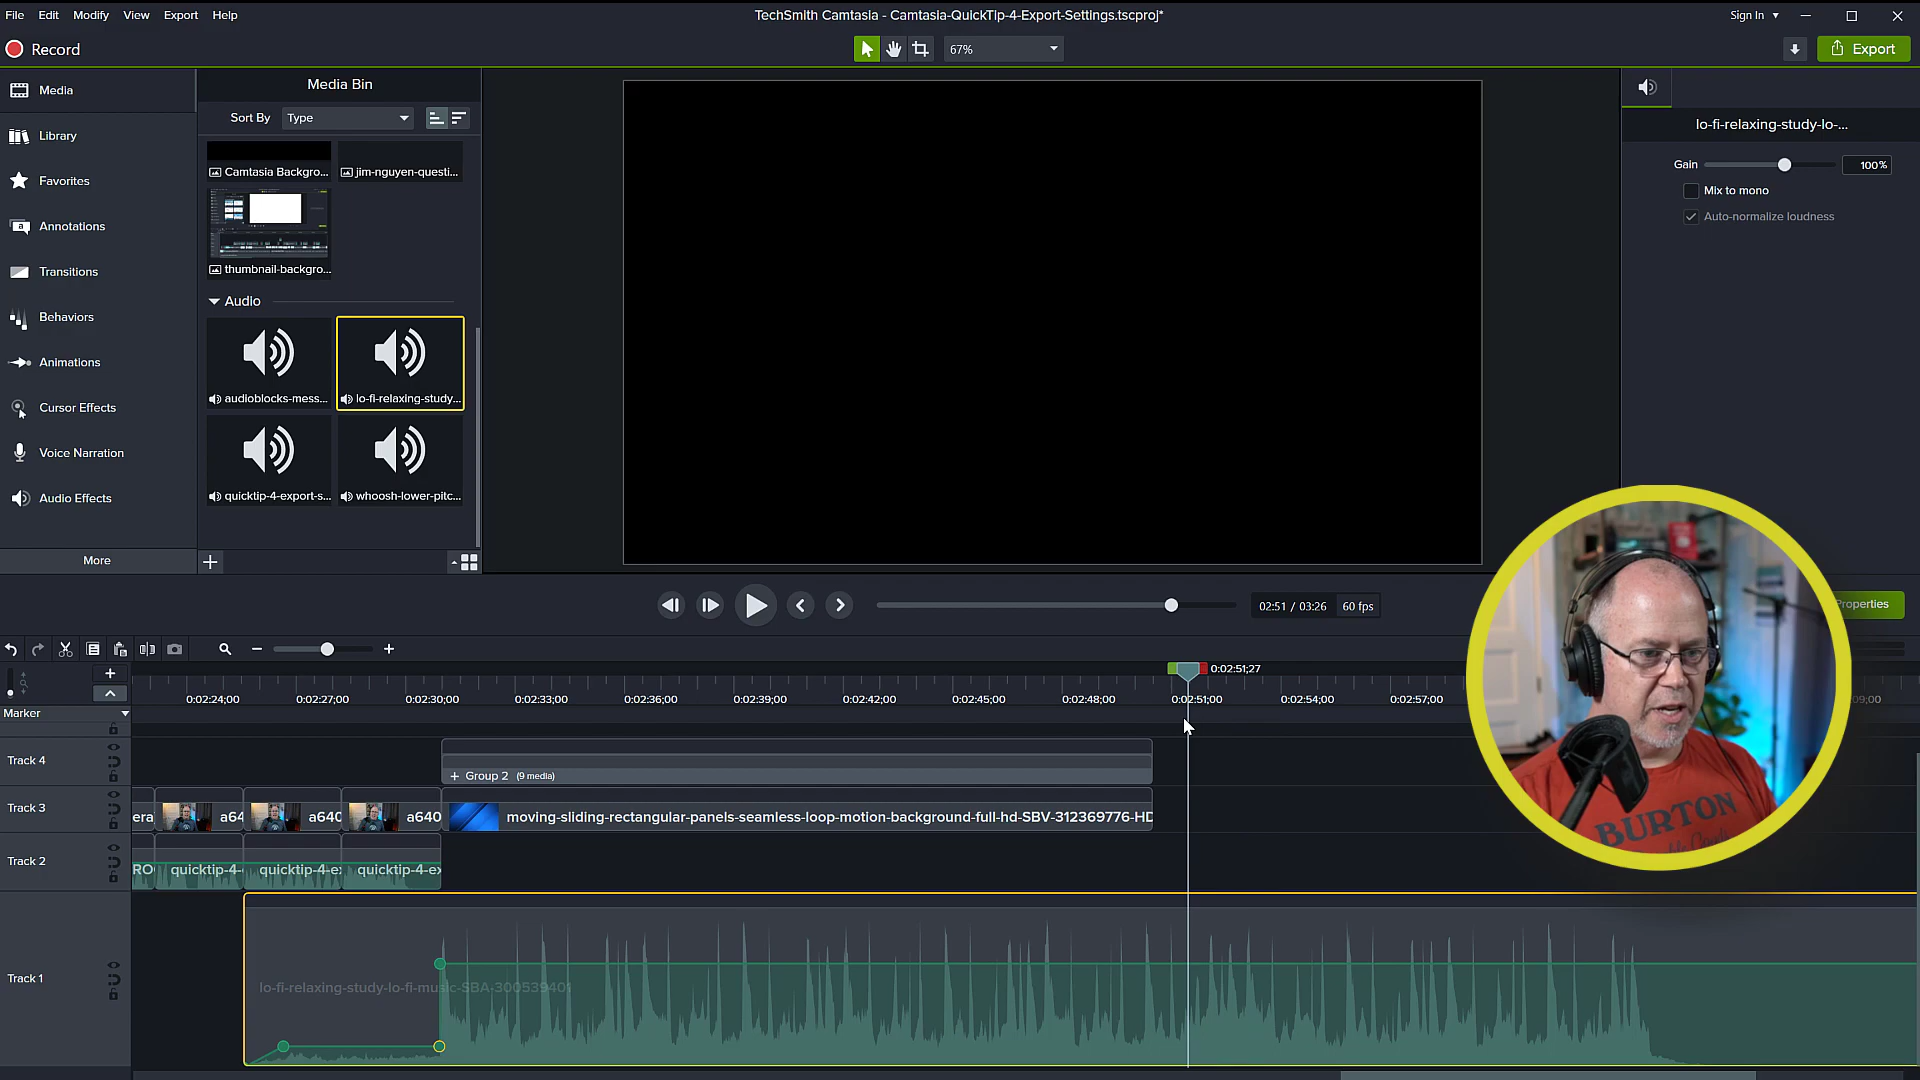 File Edit Modify View Export Help
TechSmith Camtasia - Camtasia-QuickTip-4-Export-Settings.tscproj*
Sign In
Record
67%
Export
Media
Library
Favorites
Annotations
Transitions
Behaviors
Animations
Cursor Effects
Voice Narration
Audio Effects
More
Media Bin
Sort By Type
Camtasia Backgro...
jim-nguyen-questi...
thumbnail-backgro...
Audio
audioblocks-mess...
lo-fi-relaxing-study...
quicktip-4-export-s...
whoosh-lower-pitc...
lo-fi-relaxing-study-lo-...
Gain 100%
Mix to mono
Auto-normalize loudness
02:51 / 03:26 60 fps
Properties
0:02:51;27
0:02:24;00 0:02:27;00 0:02:30;00 0:02:33;00 0:02:36;00 0:02:39;00 0:02:42;00 0:02:45;00 0:02:48;00 0:02:51;00 0:02:54;00 0:02:57;00 09;00
Marker
Track 4
+ Group 2 (9 media)
Track 3
era a64 a640 a640 moving-sliding-rectangular-panels-seamless-loop-motion-background-full-hd-SBV-312369776-HD
Track 2
RO quicktip-4- quicktip-4-ex quicktip-4-ex
Track 1
lo-fi-relaxing-study-lo-fi-music-SBA-300539401
BURTON